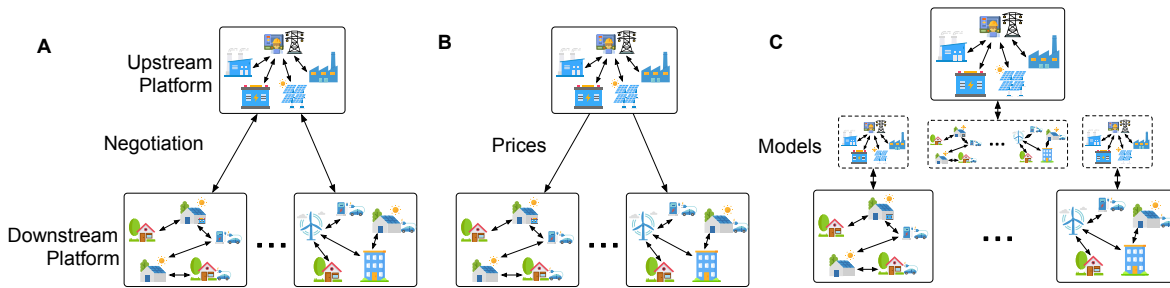 A
Upstream
Platform
Negotiation
Downstream
Platform
B
Prices
C
Models